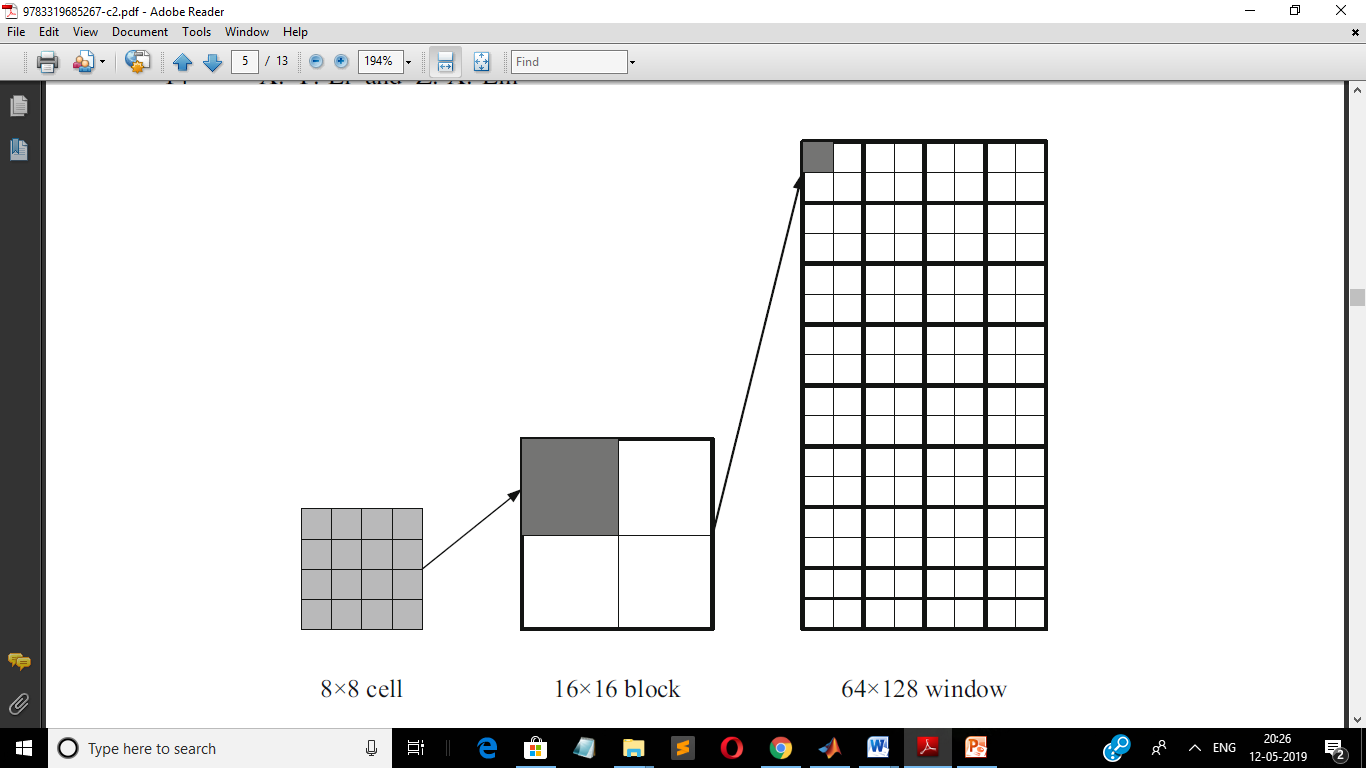 9783319685267-c2.pdf - Adobe Reader
File Edit View Document Tools Window Help
5 / 13 194% Find
8×8 cell 16×16 block 64×128 window
Type here to search
ENG
20:26
12-05-2019
2